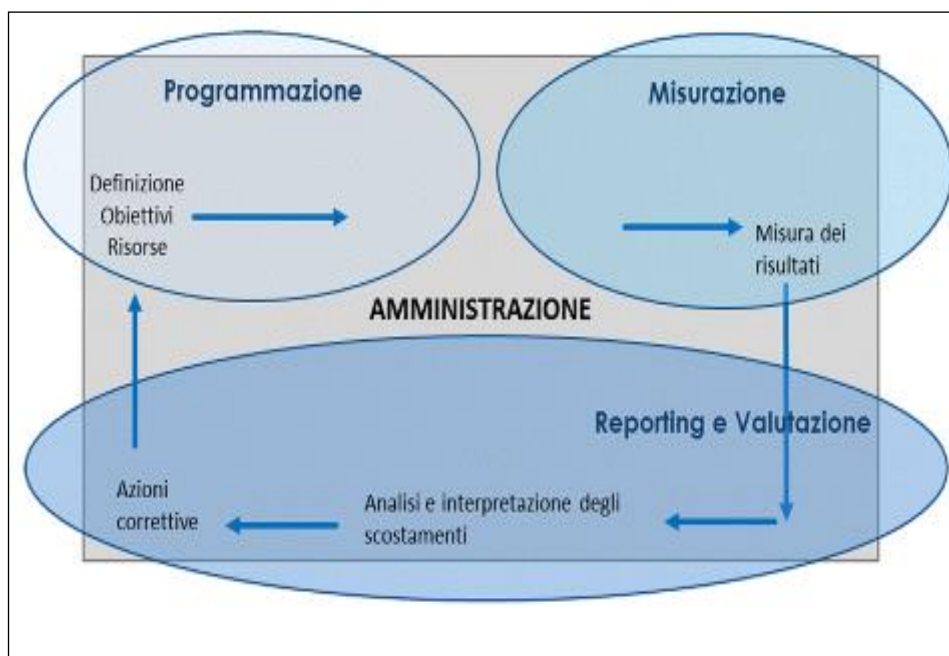 Programmazione
Misurazione
Definizione
Obiettivi
Risorse
Misura dei
risultati
AMMINISTRAZIONE
Reporting e Valutazione
Azioni
correttive
Analisi e interpretazione degli
scostamenti